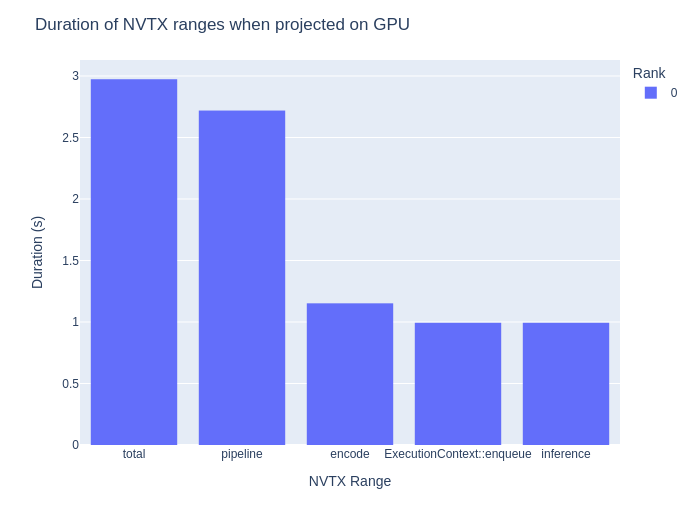 Duration of NVTX ranges when projected on GPU
Rank
0
3
2.5
2
1.5
1
0.5
0
Duration (s)
total
pipeline
encode
ExecutionContext::enqueue
inference
NVTX Range